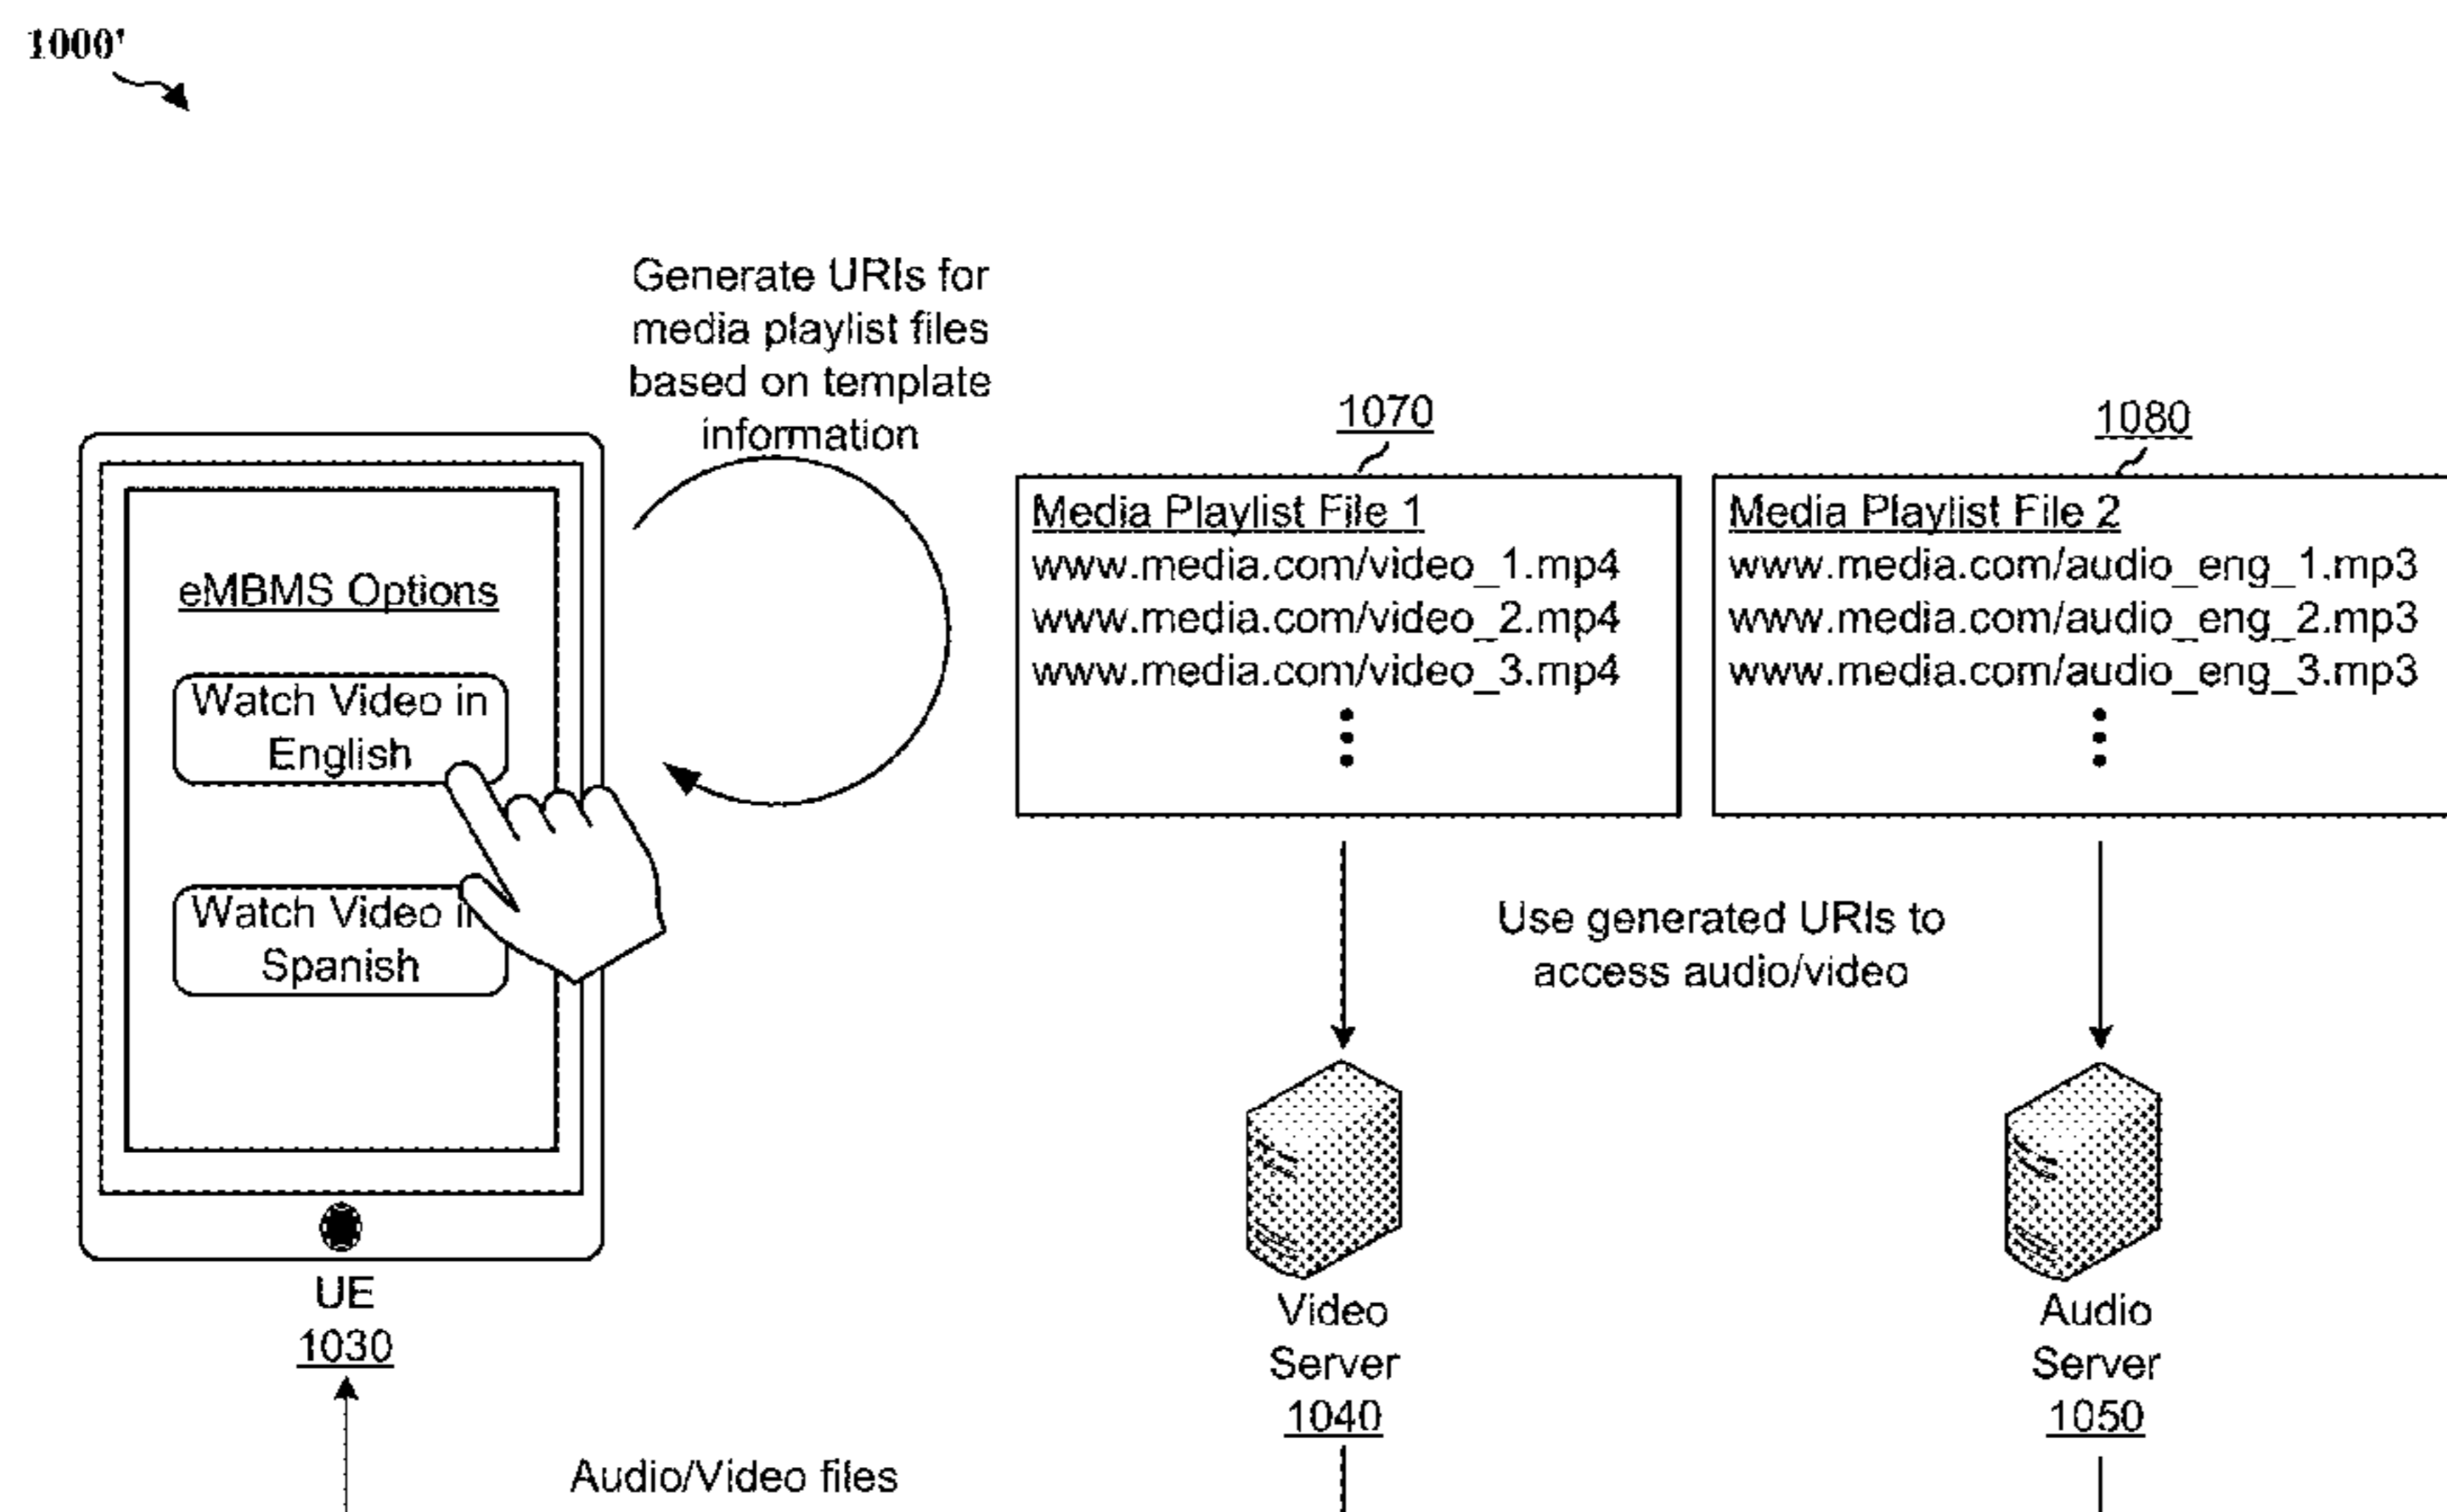 1000'
Generate URIs for
media playlist files
based on template
information
1070
1080
eMBMS Options
Watch Video in
English
Watch Video in
Spanish
Media Playlist File 1
www.media.com/video_1.mp4
www.media.com/video_2.mp4
www.media.com/video_3.mp4
Media Playlist File 2
www.media.com/audio_eng_1.mp3
www.media.com/audio_eng_2.mp3
www.media.com/audio_eng_3.mp3
Use generated URIs to
access audio/video
UE
1030
Video
Server
1040
Audio
Server
1050
Audio/Video files